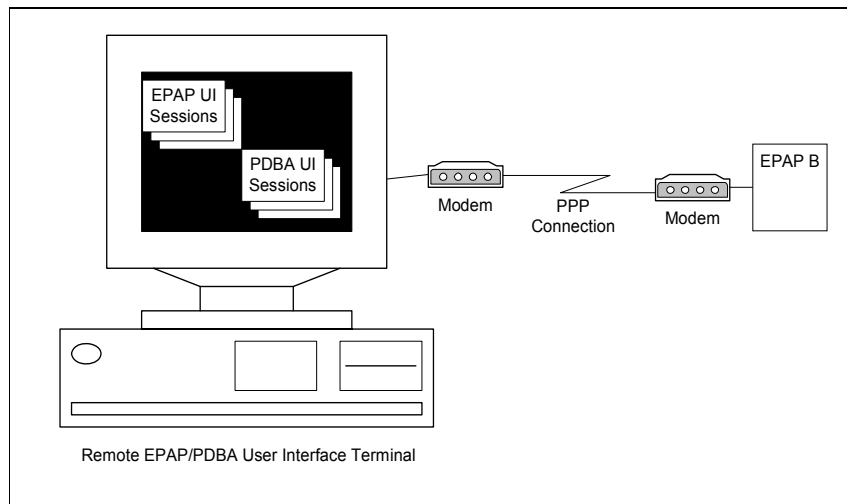 EPAP UI
Sessions
PDBA UI
Sessions
Modem
PPP
Connection
Modem
EPAP B
Remote EPAP/PDBA User Interface Terminal